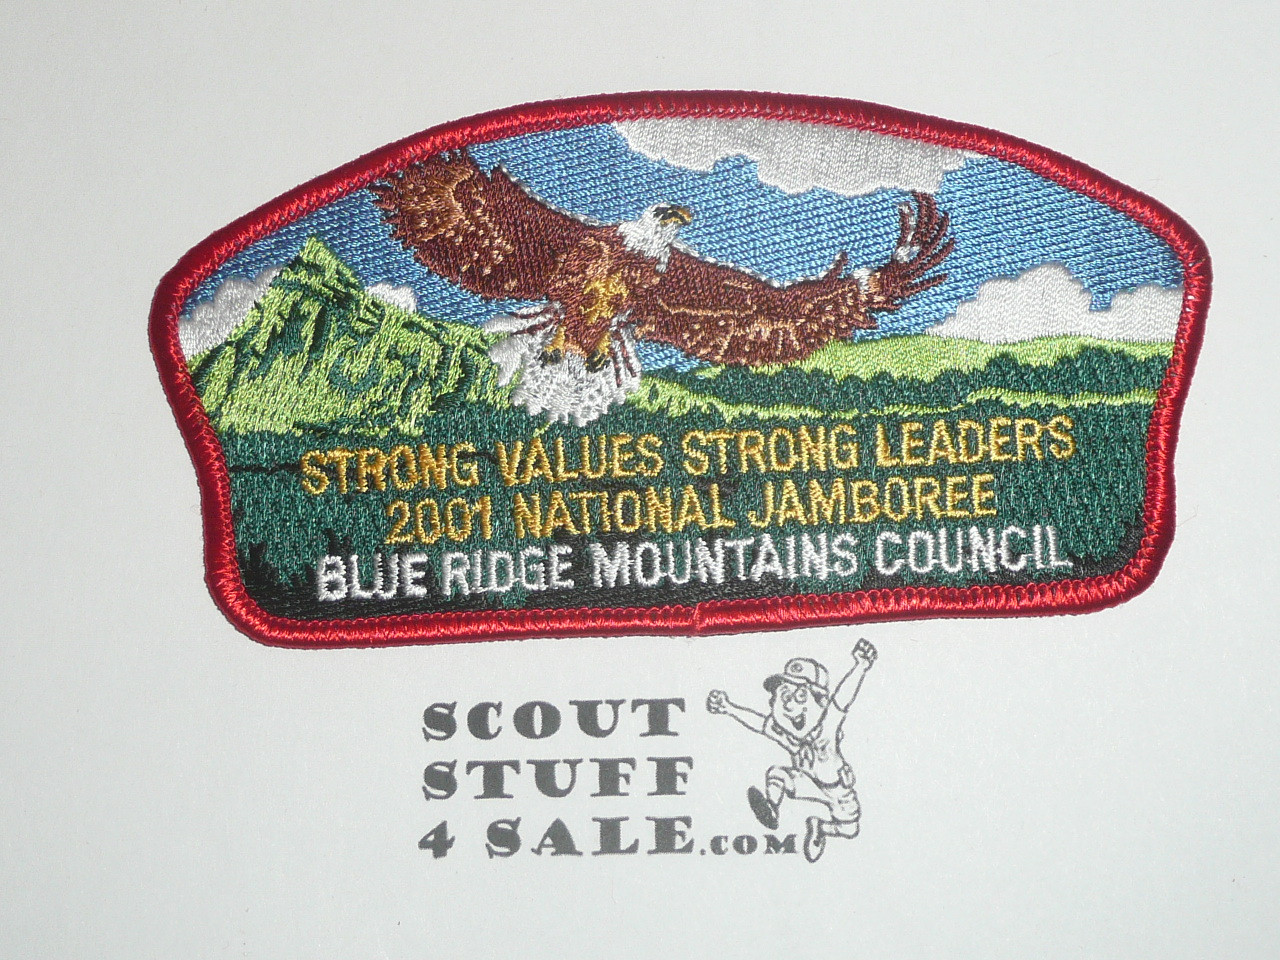 STRONG VALUES STRONG LEADERS
2001 NATIONAL JAMBOREE
BLUE RIDGE MOUNTAINS COUNCIL
SCOUT
STUFF
4 SALE.COM